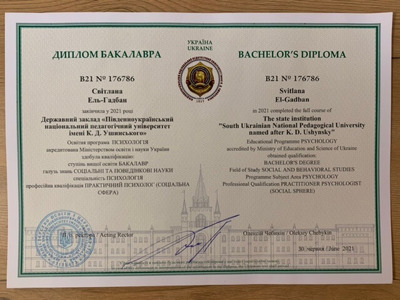 УКРАЇНА
UKRAINE
ДИПЛОМ БАКАЛАВРА
B21 № 176786
Світлана
Ель-Гадбан
закінчила у 2021 році
Державний заклад «Південноукраїнський
національний педагогічний університет
імені К. Д. Ушинського»
Освітня програма ПСИХОЛОГІЯ
акредитована Міністерством освіти і науки України
здобула кваліфікацію:
ступінь вищої освіти БАКАЛАВР
галузь знань СОЦІАЛЬНІ ТА ПОВЕДІНКОВІ НАУКИ
спеціальність ПСИХОЛОГІЯ
професійна кваліфікація ПРАКТИЧНИЙ ПСИХОЛОГ (СОЦІАЛЬНА
СФЕРА)
BACHELOR'S DIPLOMA
B21 № 176786
Svitlana
El-Gadban
in 2021 completed the full course of
The state institution
"South Ukrainian National Pedagogical University
named after K. D. Ushynsky"
Educational Programme PSYCHOLOGY
accredited by Ministry of Education and Science of Ukraine
obtained qualification:
BACHELOR'S DEGREE
Field of Study SOCIAL AND BEHAVIORAL STUDIES
Programme Subject Area PSYCHOLOGY
Professional Qualification PRACTITIONER PSYCHOLOGIST
(SOCIAL SPHERE)
В.о. ректора / Acting Rector
30 червня / June 2021